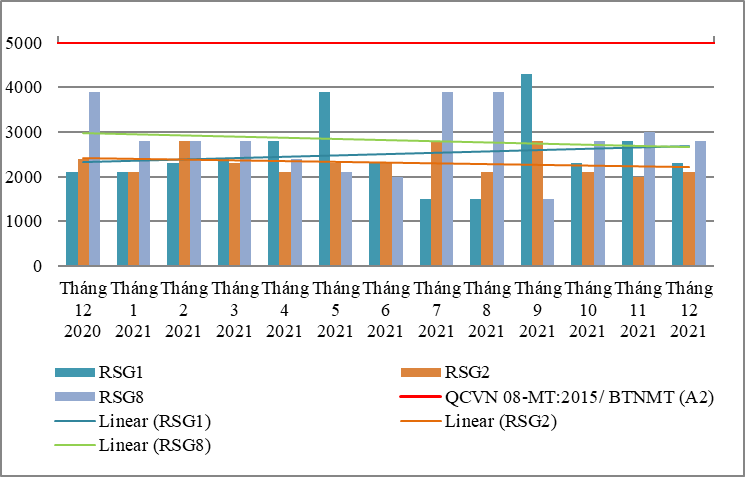 5000
4000
3000
2000
1000
0
Tháng Tháng Tháng Tháng Tháng Tháng Tháng Tháng Tháng Tháng Tháng Tháng Tháng
12 1 2 3 4 5 6 7 8 9 10 11 12
2020 2021 2021 2021 2021 2021 2021 2021 2021 2021 2021 2021 2021
RSG1 RSG2
RSG8 QCVN 08-MT:2015/ BTNMT (A2)
Linear (RSG1) Linear (RSG2)
Linear (RSG8)